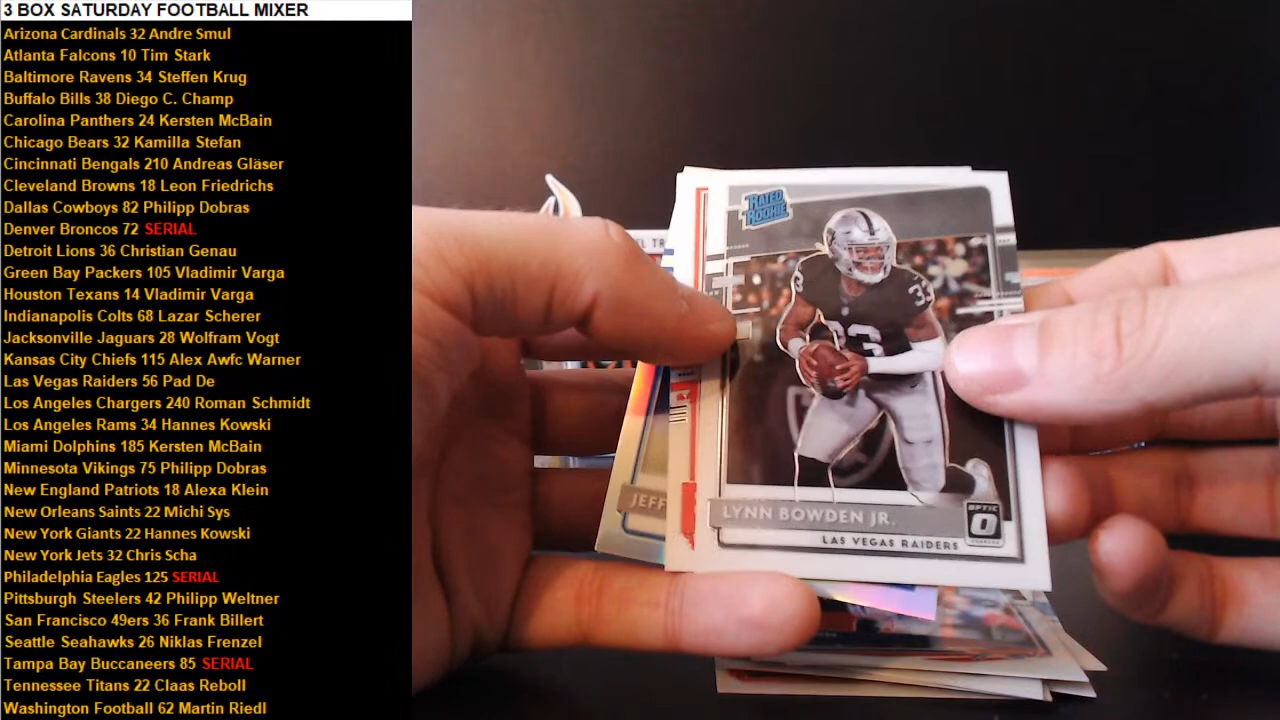 3 BOX SATURDAY FOOTBALL MIXER
Arizona Cardinals 32 Andre Smul
Atlanta Falcons 10 Tim Stark
Baltimore Ravens 34 Steffen Krug
Buffalo Bills 38 Diego C. Champ
Carolina Panthers 24 Kersten McBain
Chicago Bears 32 Kamilla Stefan
Cincinnati Bengals 210 Andreas Gläser
Cleveland Browns 18 Leon Friedrichs
Dallas Cowboys 82 Philipp Dobras
Denver Broncos 72 SERIAL
Detroit Lions 36 Christian Genau
Green Bay Packers 105 Vladimir Varga
Houston Texans 14 Vladimir Varga
Indianapolis Colts 68 Lazar Scherer
Jacksonville Jaguars 28 Wolfram Vogt
Kansas City Chiefs 115 Alex Awfc Warner
Las Vegas Raiders 56 Pad De
Los Angeles Chargers 240 Roman Schmidt
Los Angeles Rams 34 Hannes Kowski
Miami Dolphins 185 Kersten McBain
Minnesota Vikings 75 Philipp Dobras
New England Patriots 18 Alexa Klein
New Orleans Saints 22 Michi Sys
New York Giants 22 Hannes Kowski
New York Jets 32 Chris Scha
Philadelphia Eagles 125 SERIAL
Pittsburgh Steelers 42 Philipp Weltner
San Francisco 49ers 36 Frank Billert
Seattle Seahawks 26 Niklas Frenzel
Tampa Bay Buccaneers 85 SERIAL
Tennessee Titans 22 Claas Reboll
Washington Football 62 Martin Riedl
RATED
ROOKIE
33
33
EL TR
JEFF
LYNN BOWDEN JR.
OPTIC
LAS VEGAS RAIDERS